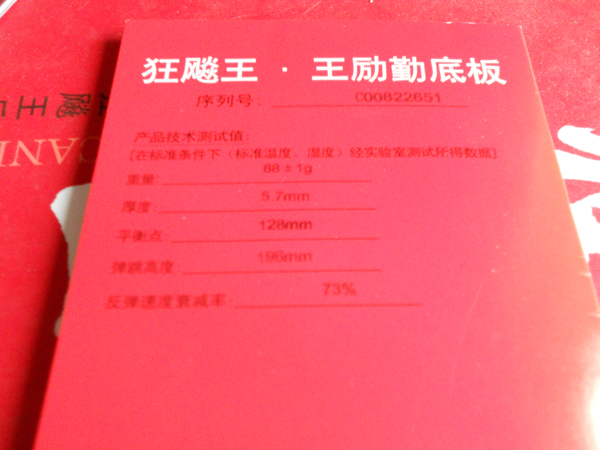 狂飚王·王励勤底板
序列号: C00822651
产品技术测试值:
[在标准条件下（标准温度、湿度）经实验室测试所得数据]
重量: 88±1g
厚度: 5.7mm
平衡点: 128mm
弹跳高度: 196mm
反弹速度衰减率: 73%